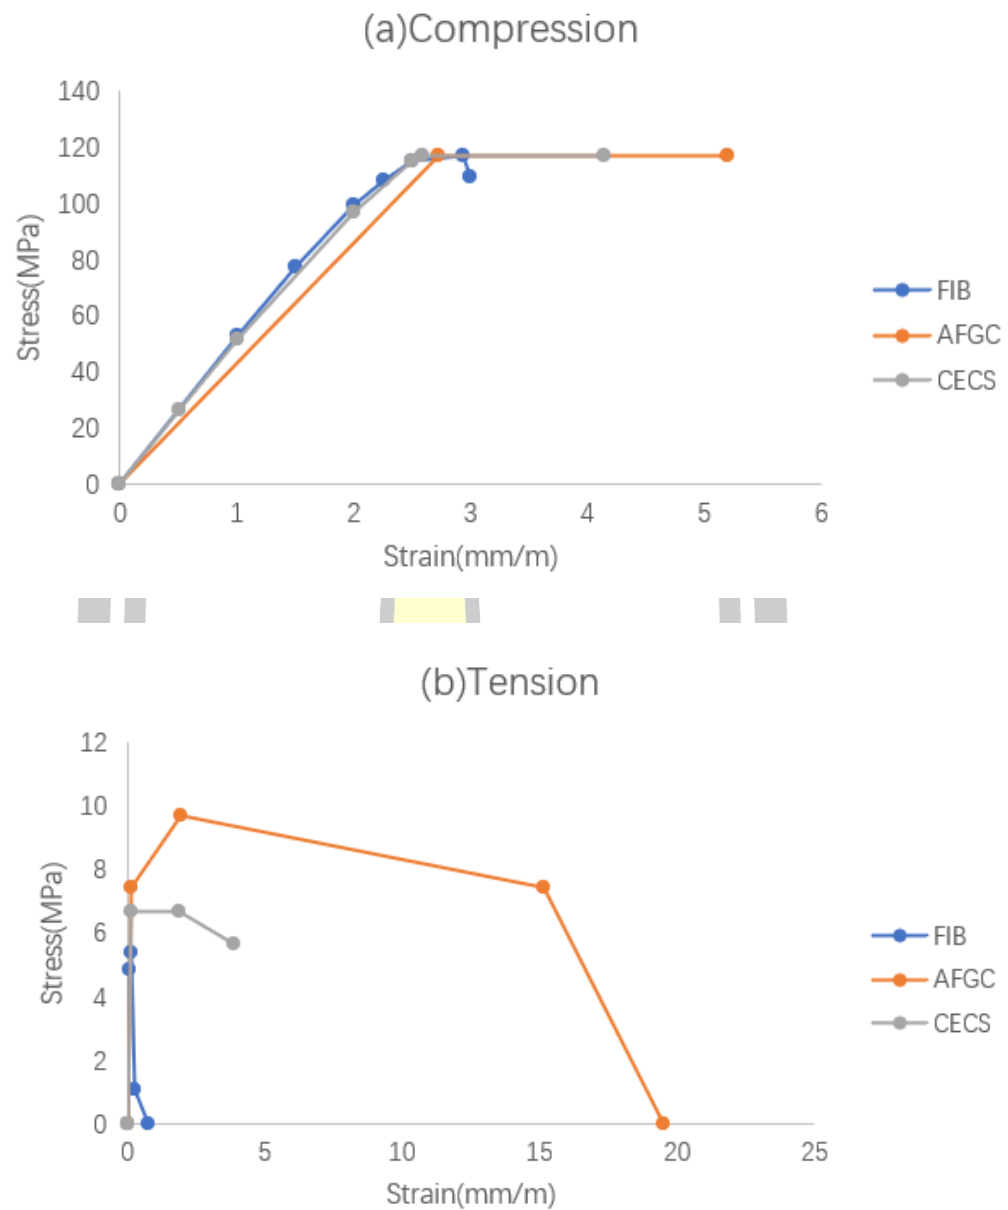 (a)Compression
140
120
100
80
60
40
20
0
0 1 2 3 4 5 6
Stress(MPa)
Strain(mm/m)
FIB
AFGC
CECS
(b)Tension
12
10
8
6
4
2
0
0 5 10 15 20 25
Stress(MPa)
Strain(mm/m)
FIB
AFGC
CECS